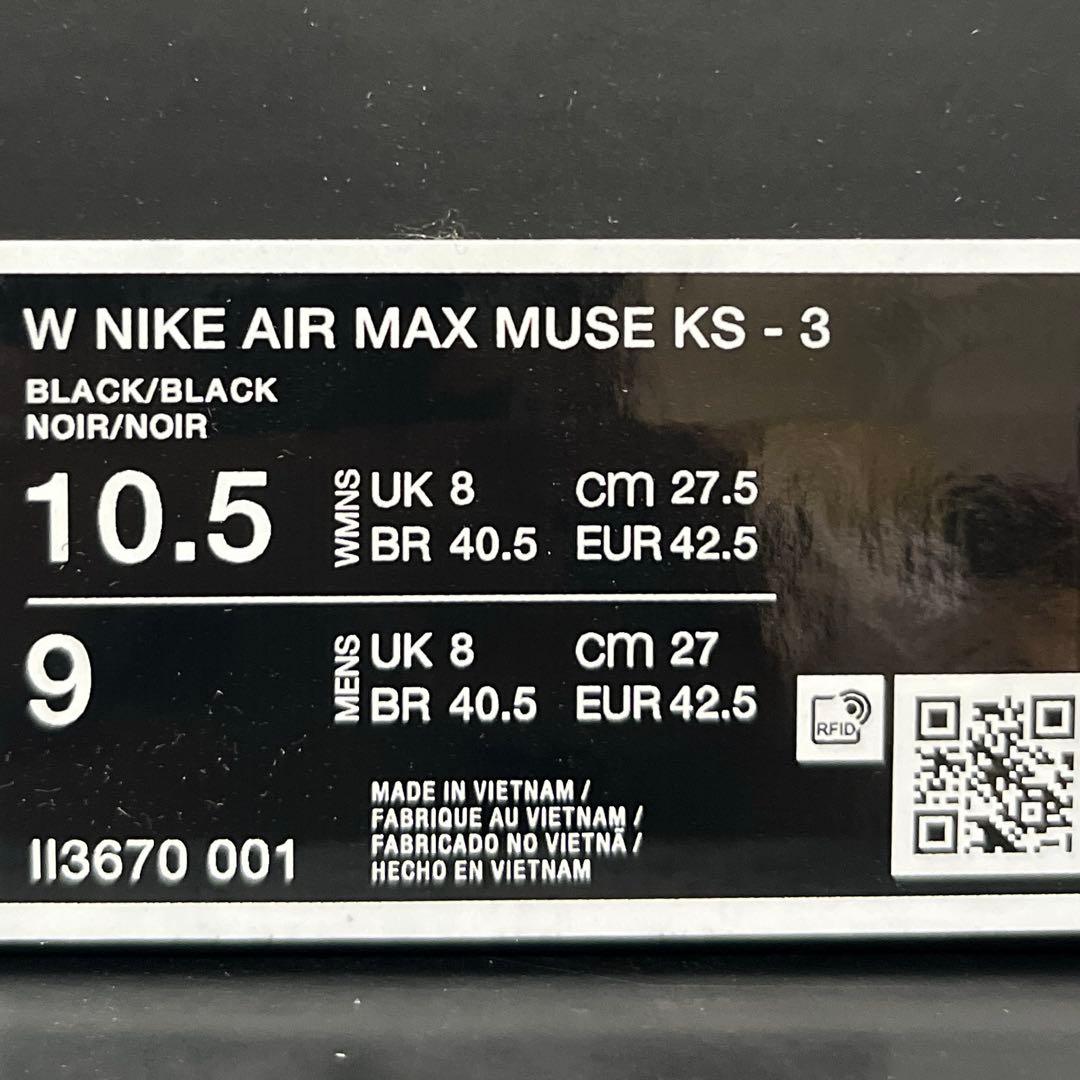 W NIKE AIR MAX MUSE KS - 3
BLACK/BLACK
NOIR/NOIR
10.5 WMNS UK 8 cm 27.5
BR 40.5 EUR 42.5
9 MENS UK 8 cm 27
BR 40.5 EUR 42.5
RFID
MADE IN VIETNAM /
FABRIQUE AU VIETNAM /
FABRICADO NO VIETNÃ /
HECHO EN VIETNAM
II3670 001